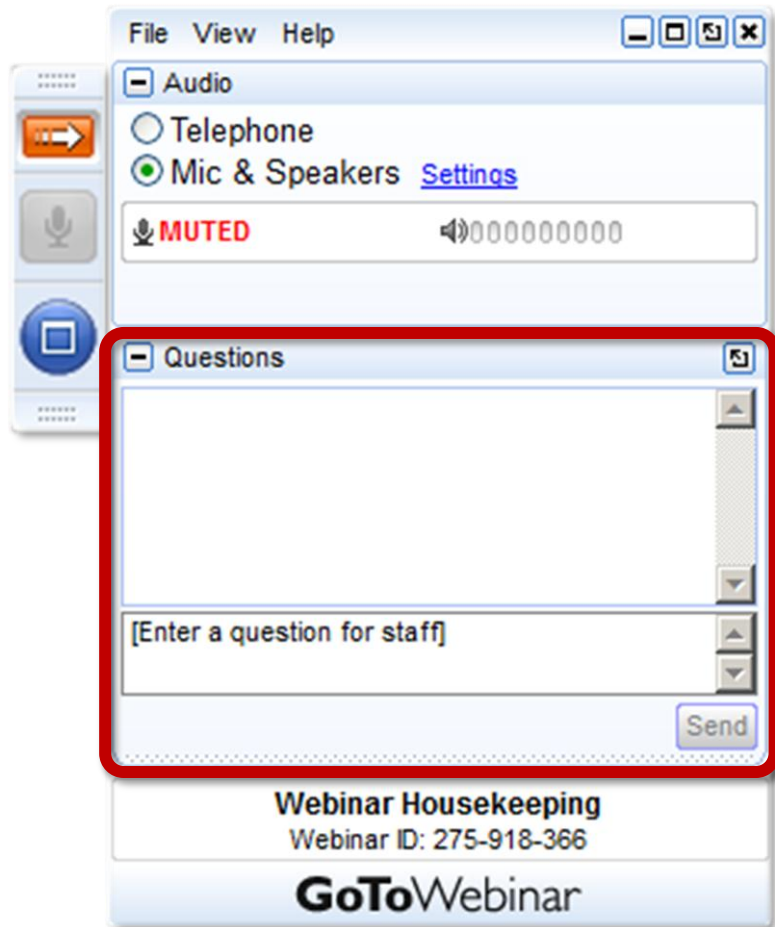 File View Help
Audio
Telephone
Mic & Speakers Settings
MUTED 000000000
Questions
[Enter a question for staff]
Send
Webinar Housekeeping
Webinar ID: 275-918-366
GoToWebinar